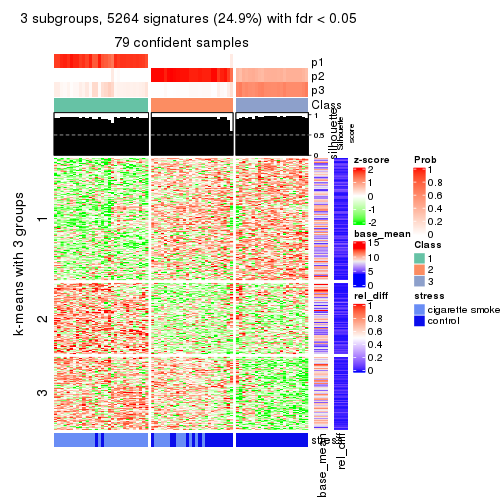 3 subgroups, 5264 signatures (24.9%) with fdr < 0.05
79 confident samples
p1
p2
p3
Class
silhouette
Silhouette
score
1
0.5
0
k-means with 3 groups
1
2
3
stress
base_mean
rel_diff
z-score
2
1
0
-1
-2
base_mean
15
10
5
0
rel_diff
1
0.8
0.6
0.4
0.2
0
Prob
1
0.8
0.6
0.4
0.2
0
Class
1
2
3
stress
cigarette smoke
control